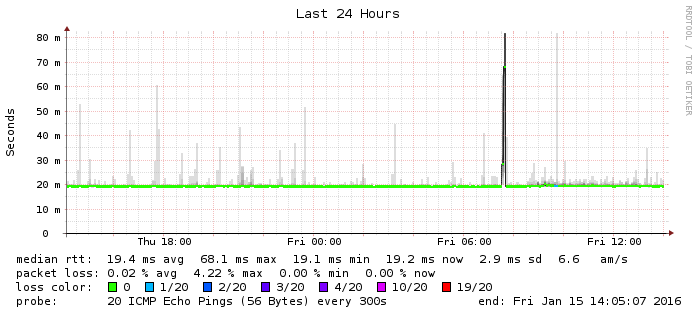 Last 24 Hours
RRDTOOL / TOBI OETIKER
Seconds
80 m
70 m
60 m
50 m
40 m
30 m
20 m
10 m
0
Thu 18:00 Fri 00:00 Fri 06:00 Fri 12:00
median rtt: 19.4 ms avg 68.1 ms max 19.1 ms min 19.2 ms now 2.9 ms sd 6.6 am/s
packet loss: 0.02 % avg 4.22 % max 0.00 % min 0.00 % now
loss color: 0 1/20 2/20 3/20 4/20 10/20 19/20
probe: 20 ICMP Echo Pings (56 Bytes) every 300s end: Fri Jan 15 14:05:07 2016